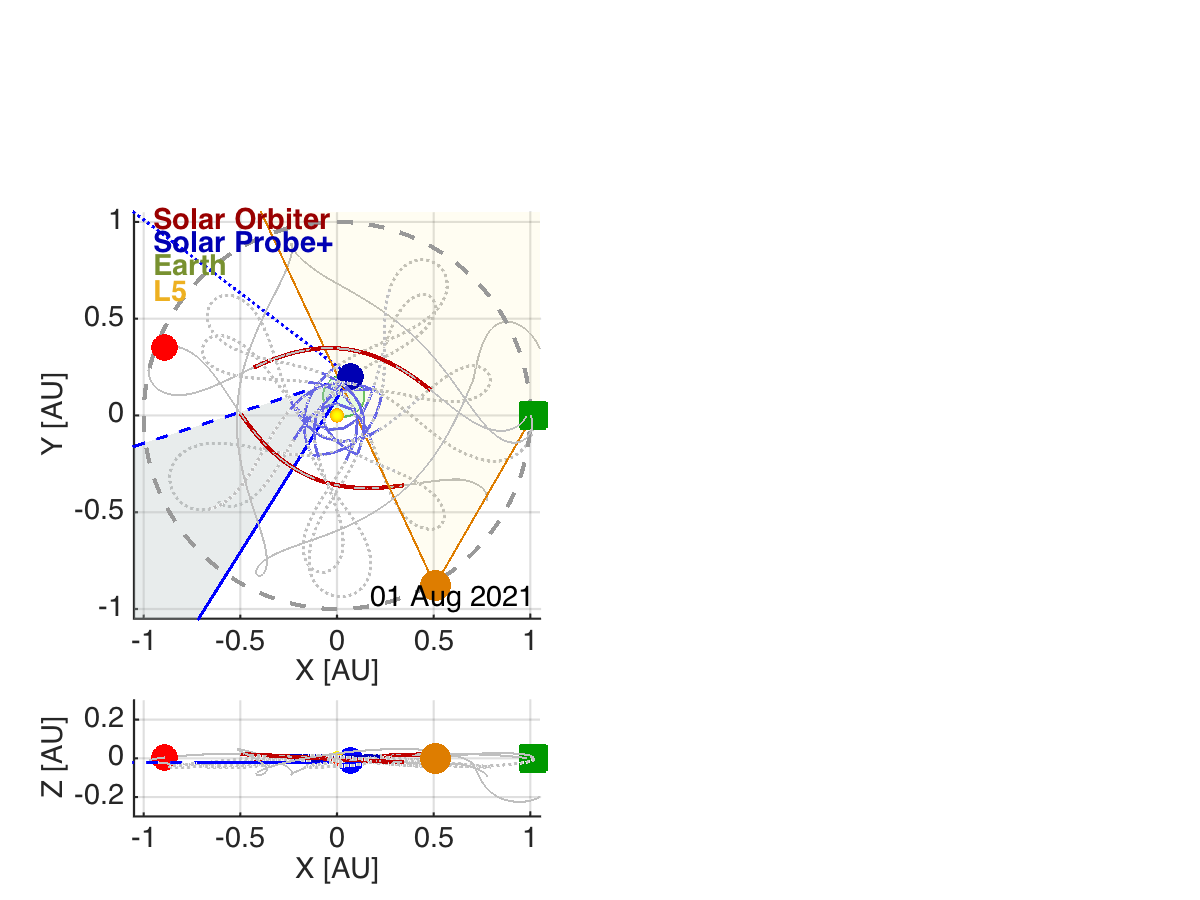 Solar Orbiter
Solar Probe+
Earth
L5
1
0.5
0
-0.5
-1
Y [AU]
01 Aug 2021
-1 -0.5 0 0.5 1
X [AU]
0.2
0
-0.2
Z [AU]
-1 -0.5 0 0.5 1
X [AU]